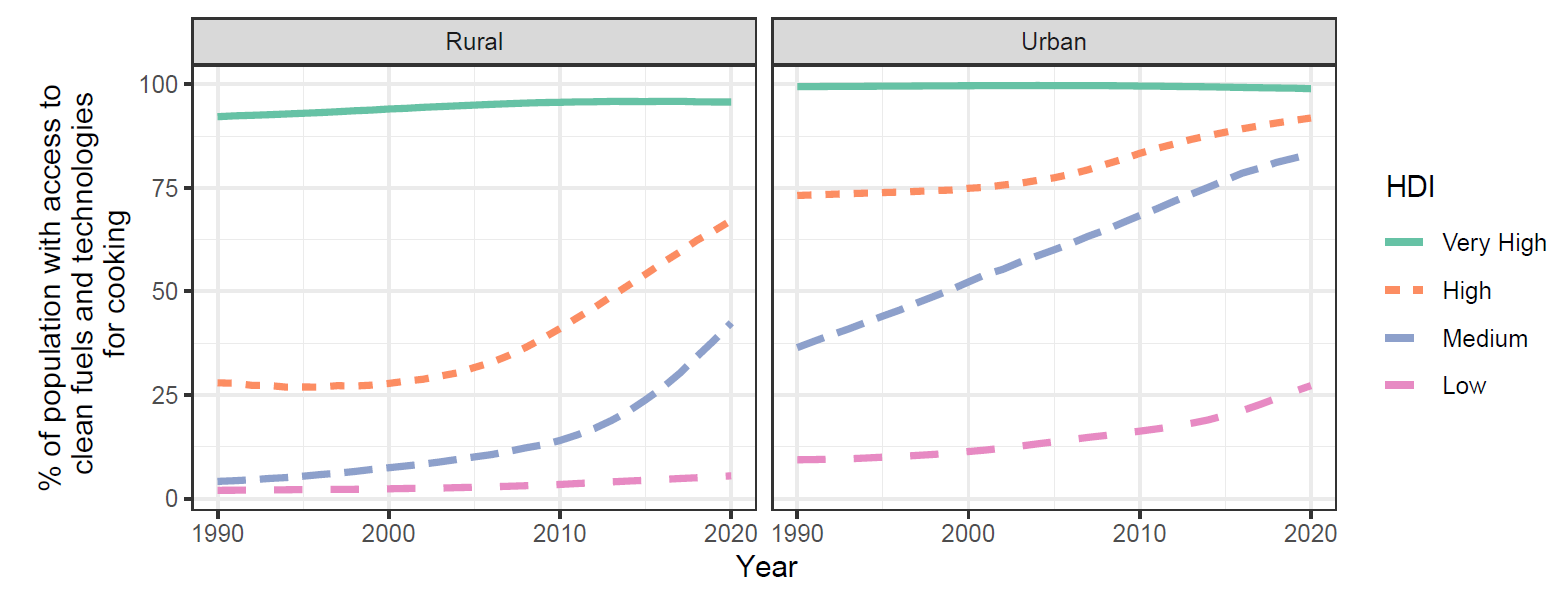 Rural
Urban
% of population with access to
clean fuels and technologies
for cooking
100
75
50
25
0
1990
2000
2010
2020
1990
2000
2010
2020
Year
HDI
Very High
High
Medium
Low